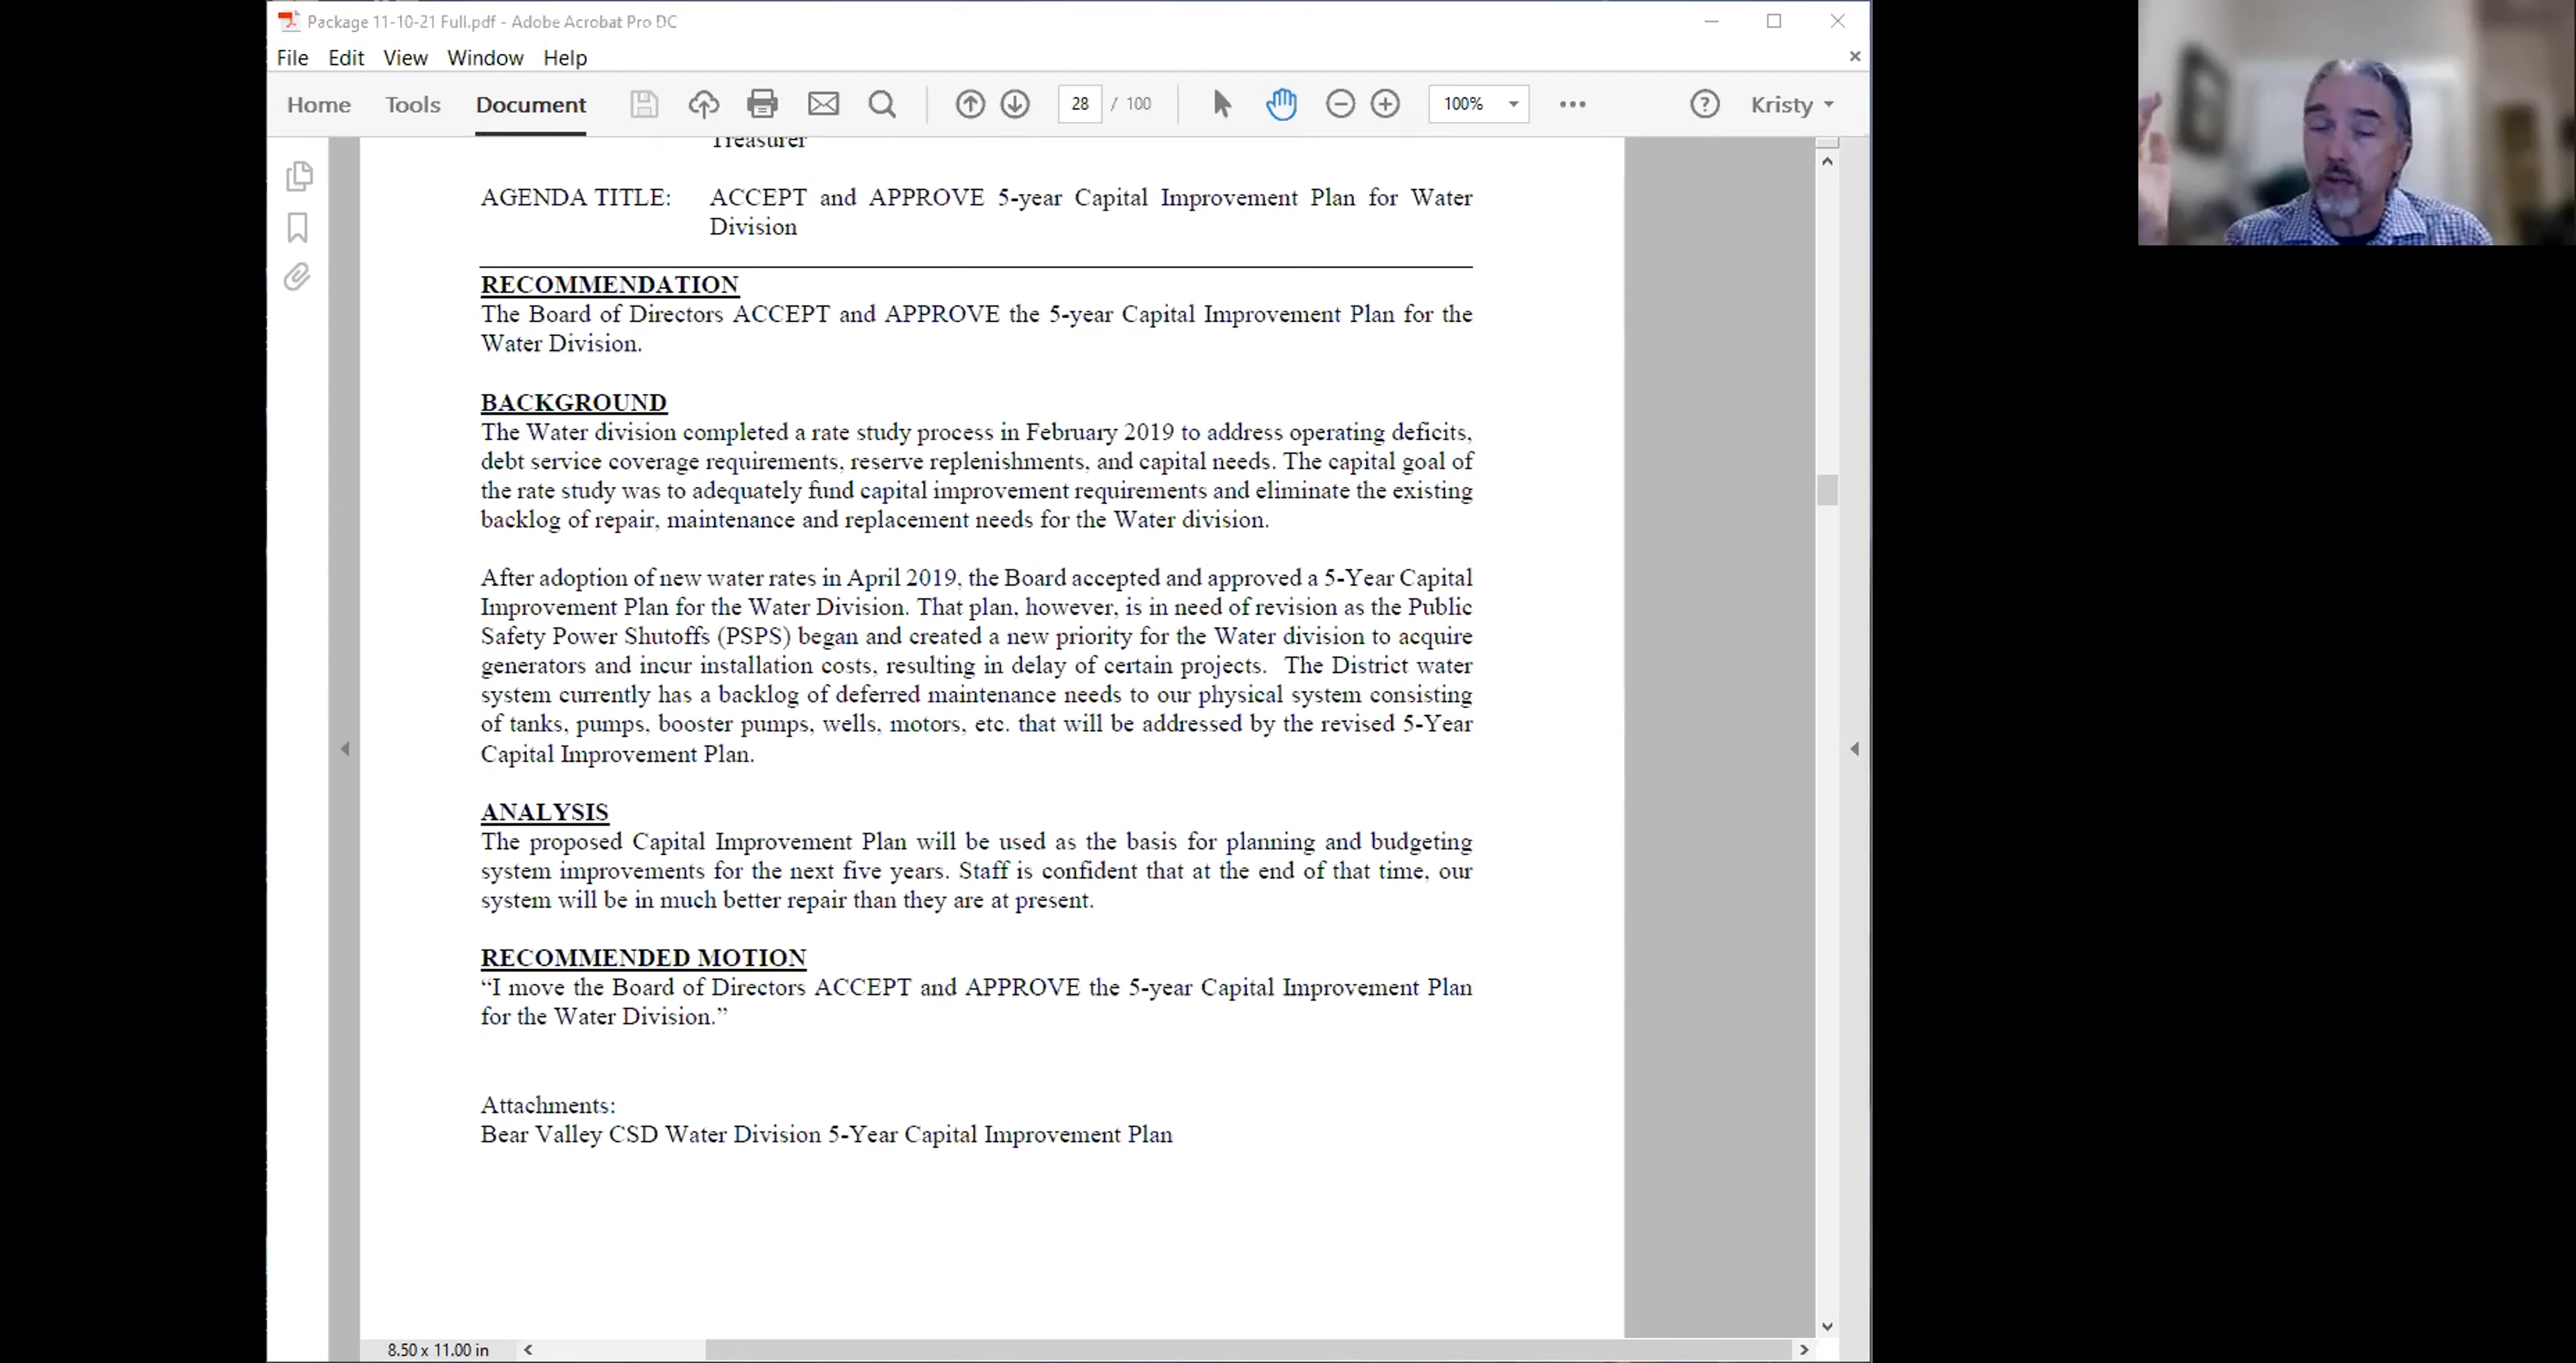 Package 11-10-21 Full.pdf - Adobe Acrobat Pro DC
File Edit View Window Help
Home Tools Document 28 / 100 100% Kristy
Treasurer
AGENDA TITLE: ACCEPT and APPROVE 5-year Capital Improvement Plan for Water
Division
RECOMMENDATION
The Board of Directors ACCEPT and APPROVE the 5-year Capital Improvement Plan for the
Water Division.
BACKGROUND
The Water division completed a rate study process in February 2019 to address operating deficits,
debt service coverage requirements, reserve replenishments, and capital needs. The capital goal of
the rate study was to adequately fund capital improvement requirements and eliminate the existing
backlog of repair, maintenance and replacement needs for the Water division.
After adoption of new water rates in April 2019, the Board accepted and approved a 5-Year Capital
Improvement Plan for the Water Division. That plan, however, is in need of revision as the Public
Safety Power Shutoffs (PSPS) began and created a new priority for the Water division to acquire
generators and incur installation costs, resulting in delay of certain projects. The District water
system currently has a backlog of deferred maintenance needs to our physical system consisting
of tanks, pumps, booster pumps, wells, motors, etc. that will be addressed by the revised 5-Year
Capital Improvement Plan.
ANALYSIS
The proposed Capital Improvement Plan will be used as the basis for planning and budgeting
system improvements for the next five years. Staff is confident that at the end of that time, our
system will be in much better repair than they are at present.
RECOMMENDED MOTION
“I move the Board of Directors ACCEPT and APPROVE the 5-year Capital Improvement Plan
for the Water Division.”
Attachments:
Bear Valley CSD Water Division 5-Year Capital Improvement Plan
8.50 x 11.00 in